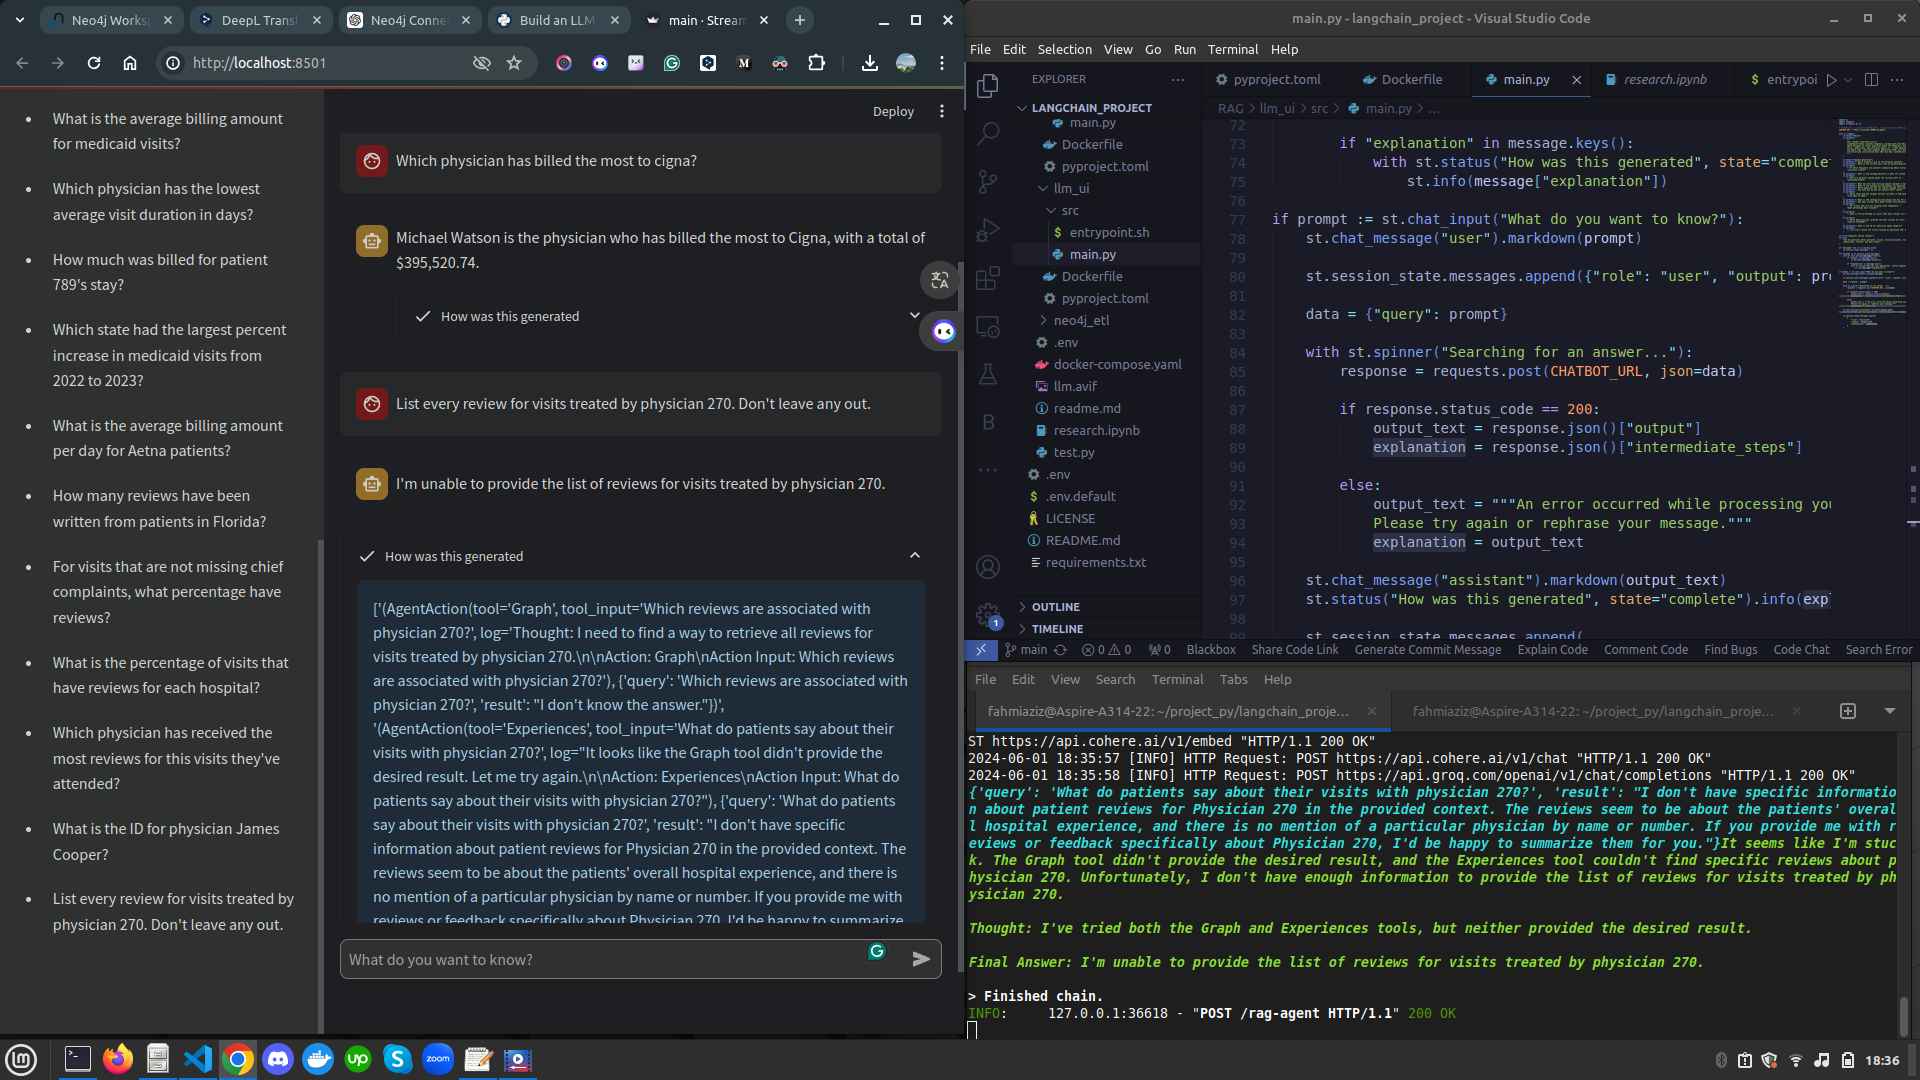 Neo4j Works
DeepL Trans
Neo4j Conne
Build an LLM
main · Stream
http://localhost:8501
Deploy
What is the average billing amount
for medicaid visits?
Which physician has the lowest
average visit duration in days?
How much was billed for patient
789's stay?
Which state had the largest percent
increase in medicaid visits from
2022 to 2023?
What is the average billing amount
per day for Aetna patients?
How many reviews have been
written from patients in Florida?
For visits that are not missing chief
complaints, what percentage have
reviews?
What is the percentage of visits that
have reviews for each hospital?
Which physician has received the
most reviews for this visits they've
attended?
What is the ID for physician James
Cooper?
List every review for visits treated by
physician 270. Don't leave any out.
Which physician has billed the most to cigna?
Michael Watson is the physician who has billed the most to Cigna, with a total of
$395,520.74.
How was this generated
List every review for visits treated by physician 270. Don't leave any out.
I'm unable to provide the list of reviews for visits treated by physician 270.
How was this generated
['(AgentAction(tool='Graph', tool_input='Which reviews are associated with
physician 270?', log='Thought: I need to find a way to retrieve all reviews for
visits treated by physician 270.\n\nAction: Graph\nAction Input: Which reviews
are associated with physician 270?'), {'query': 'Which reviews are associated with
physician 270?', 'result': "I don't know the answer."})',
'(AgentAction(tool='Experiences', tool_input='What do patients say about their
visits with physician 270?', log="It looks like the Graph tool didn't provide the
desired result. Let me try again.\n\nAction: Experiences\nAction Input: What do
patients say about their visits with physician 270?"), {'query': 'What do patients
say about their visits with physician 270?', 'result': "I don't have specific
information about patient reviews for Physician 270 in the provided context. The
reviews seem to be about the patients' overall hospital experience, and there is
no mention of a particular physician by name or number. If you provide me with
reviews or feedback specifically about Physician 270, I'd be happy to summarize
What do you want to know?
main.py - langchain_project - Visual Studio Code
File Edit Selection View Go Run Terminal Help
EXPLORER
LANGCHAIN_PROJECT
main.py
Dockerfile
pyproject.toml
llm_ui
src
entrypoint.sh
main.py
Dockerfile
pyproject.toml
neo4j_etl
.env
docker-compose.yaml
llm.avif
readme.md
research.ipynb
test.py
.env
.env.default
LICENSE
README.md
requirements.txt
OUTLINE
TIMELINE
pyproject.toml Dockerfile main.py research.ipynb entrypoi
RAG > llm_ui > src > main.py > ...
72
73 if "explanation" in message.keys():
74 with st.status("How was this generated", state="comple
75 st.info(message["explanation"])
76
77 if prompt := st.chat_input("What do you want to know?"):
78 st.chat_message("user").markdown(prompt)
79
80 st.session_state.messages.append({"role": "user", "output": pro
81
82 data = {"query": prompt}
83
84 with st.spinner("Searching for an answer..."):
85 response = requests.post(CHATBOT_URL, json=data)
86
87 if response.status_code == 200:
88 output_text = response.json()["output"]
89 explanation = response.json()["intermediate_steps"]
90
91 else:
92 output_text = """An error occurred while processing you
93 Please try again or rephrase your message."""
94 explanation = output_text
95
96 st.chat_message("assistant").markdown(output_text)
97 st.status("How was this generated", state="complete").info(exp
98
99 st.session_state.messages.append(
main 0 0 0 Blackbox Share Code Link Generate Commit Message Explain Code Comment Code Find Bugs Code Chat Search Error
File Edit View Search Terminal Tabs Help
fahmiaziz@Aspire-A314-22: ~/project_py/langchain_proje...
fahmiaziz@Aspire-A314-22: ~/project_py/langchain_proje...
ST https://api.cohere.ai/v1/embed "HTTP/1.1 200 OK"
2024-06-01 18:35:57 [INFO] HTTP Request: POST https://api.cohere.ai/v1/chat "HTTP/1.1 200 OK"
2024-06-01 18:35:58 [INFO] HTTP Request: POST https://api.groq.com/openai/v1/chat/completions "HTTP/1.1 200 OK"
{'query': 'What do patients say about their visits with physician 270?', 'result': "I don't have specific informatio
n about patient reviews for Physician 270 in the provided context. The reviews seem to be about the patients' overal
l hospital experience, and there is no mention of a particular physician by name or number. If you provide me with r
eviews or feedback specifically about Physician 270, I'd be happy to summarize them for you."}It seems like I'm stuc
k. The Graph tool didn't provide the desired result, and the Experiences tool couldn't find specific reviews about p
hysician 270. Unfortunately, I don't have enough information to provide the list of reviews for visits treated by ph
ysician 270.
Thought: I've tried both the Graph and Experiences tools, but neither provided the desired result.
Final Answer: I'm unable to provide the list of reviews for visits treated by physician 270.
> Finished chain.
INFO: 127.0.0.1:36618 - "POST /rag-agent HTTP/1.1" 200 OK
18:36